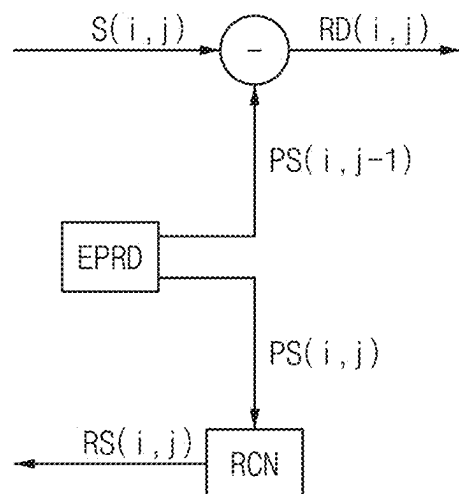 S(i,j)
-
RD(i,j)
PS(i,j-1)
EPRD
PS(i,j)
RS(i,j)
RCN